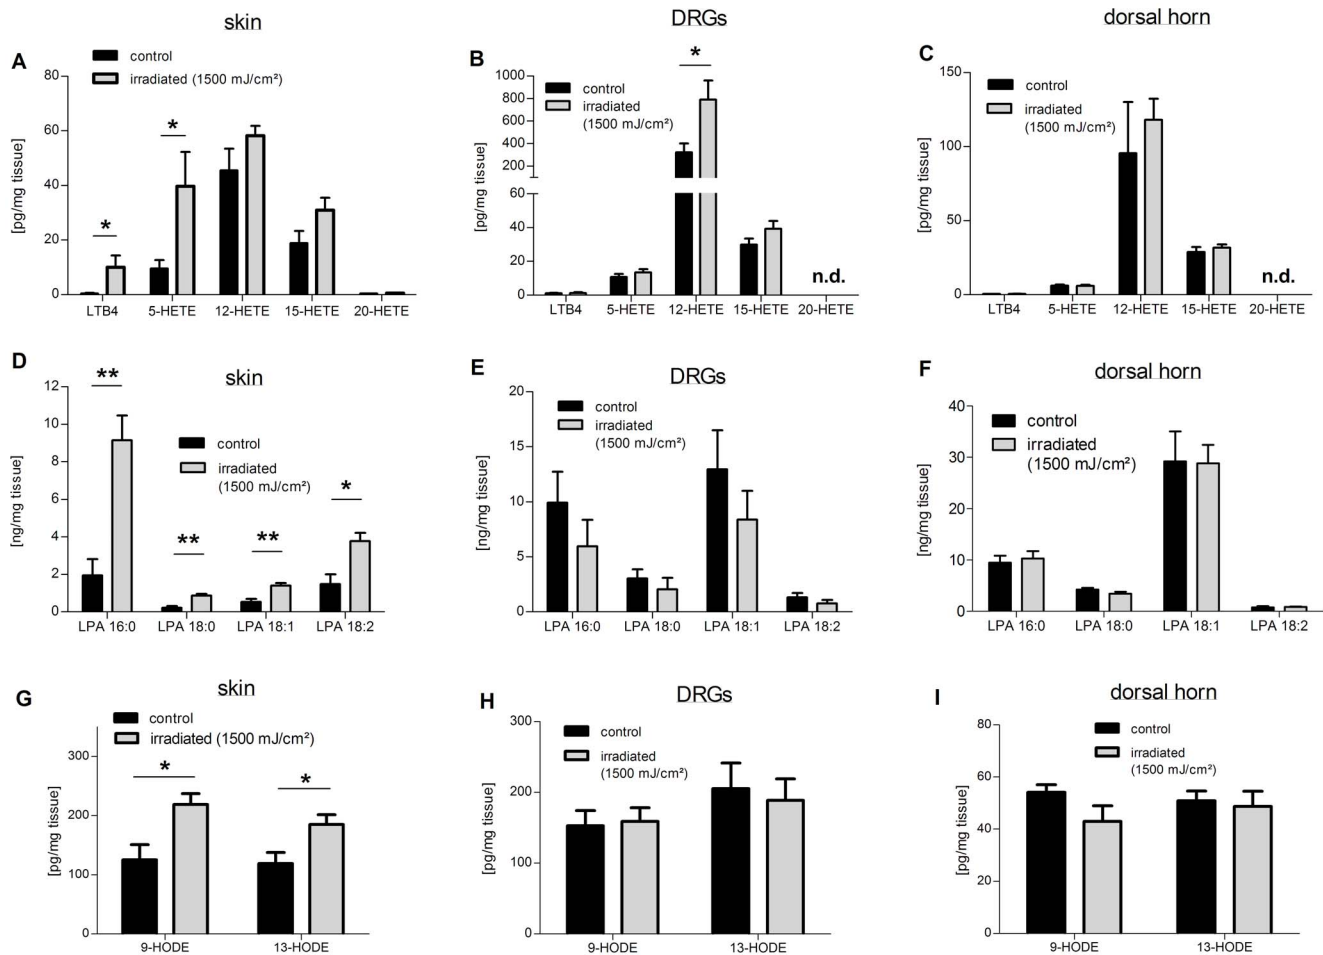 skin
A
control
irradiated (1500 mJ/cm²)
[pg/mg tissue]
80
60
40
20
0
*
*
LTB4 5-HETE 12-HETE 15-HETE 20-HETE
DRGs
B
control
irradiated
(1500 mJ/cm²)
[pg/mg tissue]
1000
800
600
400
200
60
40
20
0
*
n.d.
LTB4 5-HETE 12-HETE 15-HETE 20-HETE
dorsal horn
C
control
irradiated
(1500 mJ/cm²)
[pg/mg tissue]
150
100
50
0
n.d.
LTB4 5-HETE 12-HETE 15-HETE 20-HETE
D
skin
control
irradiated
(1500 mJ/cm²)
[ng/mg tissue]
12
10
8
6
4
2
0
**
**
**
*
LPA 16:0 LPA 18:0 LPA 18:1 LPA 18:2
E
DRGs
control
irradiated
(1500 mJ/cm²)
[ng/mg tissue]
20
15
10
5
0
LPA 16:0 LPA 18:0 LPA 18:1 LPA 18:2
F
dorsal horn
control
irradiated
(1500 mJ/cm²)
[ng/mg tissue]
40
30
20
10
0
LPA 16:0 LPA 18:0 LPA 18:1 LPA 18:2
G
skin
control
irradiated (1500 mJ/cm²)
[pg/mg tissue]
300
200
100
0
*
*
9-HODE 13-HODE
H
DRGs
control
irradiated
(1500 mJ/cm²)
[pg/mg tissue]
300
200
100
0
9-HODE 13-HODE
I
dorsal horn
control
irradiated
(1500 mJ/cm²)
[pg/mg tissue]
80
60
40
20
0
9-HODE 13-HODE